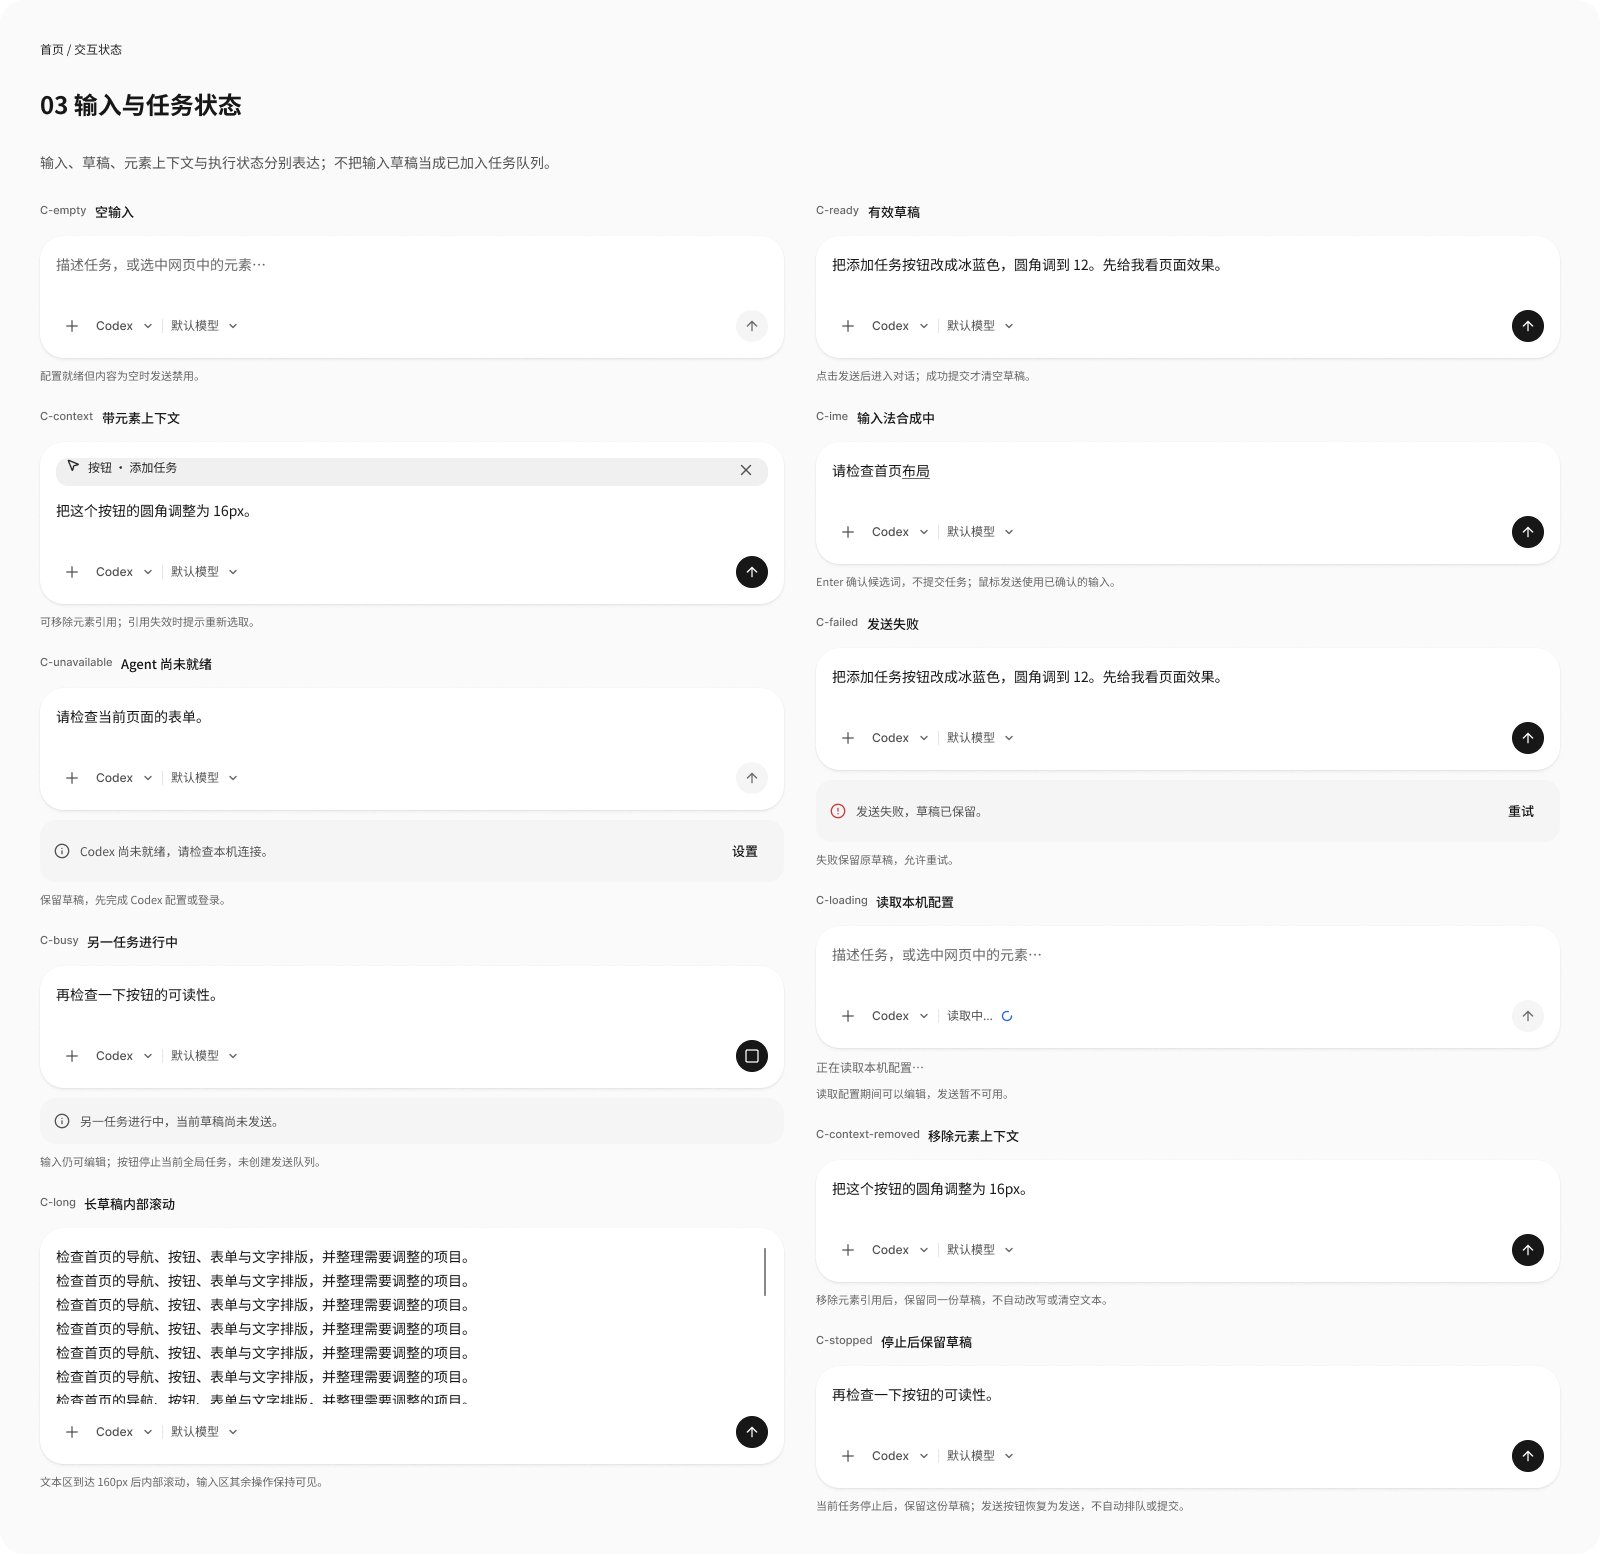 首页 / 交互状态
03 输入与任务状态
输入、草稿、元素上下文与执行状态分别表达；不把输入草稿当成已加入任务队列。
C-empty 空输入
描述任务，或选中网页中的元素…
Codex 默认模型
配置就绪但内容为空时发送禁用。
C-context 带元素上下文
按钮 · 添加任务
把这个按钮的圆角调整为 16px。
Codex 默认模型
可移除元素引用；引用失效时提示重新选取。
C-unavailable Agent 尚未就绪
请检查当前页面的表单。
Codex 默认模型
Codex 尚未就绪，请检查本机连接。 设置
保留草稿，先完成 Codex 配置或登录。
C-busy 另一任务进行中
再检查一下按钮的可读性。
Codex 默认模型
另一任务进行中，当前草稿尚未发送。
输入仍可编辑；按钮停止当前全局任务，未创建发送队列。
C-long 长草稿内部滚动
检查首页的导航、按钮、表单与文字排版，并整理需要调整的项目。
检查首页的导航、按钮、表单与文字排版，并整理需要调整的项目。
检查首页的导航、按钮、表单与文字排版，并整理需要调整的项目。
检查首页的导航、按钮、表单与文字排版，并整理需要调整的项目。
检查首页的导航、按钮、表单与文字排版，并整理需要调整的项目。
检查首页的导航、按钮、表单与文字排版，并整理需要调整的项目。
检查首页的导航、按钮、表单与文字排版，并整理需要调整的项目。
Codex 默认模型
文本区到达 160px 后内部滚动，输入区其余操作保持可见。
C-ready 有效草稿
把添加任务按钮改成冰蓝色，圆角调到 12。先给我看页面效果。
Codex 默认模型
点击发送后进入对话；成功提交才清空草稿。
C-ime 输入法合成中
请检查首页布局
Codex 默认模型
Enter 确认候选词，不提交任务；鼠标发送使用已确认的输入。
C-failed 发送失败
把添加任务按钮改成冰蓝色，圆角调到 12。先给我看页面效果。
Codex 默认模型
发送失败，草稿已保留。 重试
失败保留原草稿，允许重试。
C-loading 读取本机配置
描述任务，或选中网页中的元素…
Codex 读取中...
正在读取本机配置…
读取配置期间可以编辑，发送暂不可用。
C-context-removed 移除元素上下文
把这个按钮的圆角调整为 16px。
Codex 默认模型
移除元素引用后，保留同一份草稿，不自动改写或清空文本。
C-stopped 停止后保留草稿
再检查一下按钮的可读性。
Codex 默认模型
当前任务停止后，保留这份草稿；发送按钮恢复为发送，不自动排队或提交。